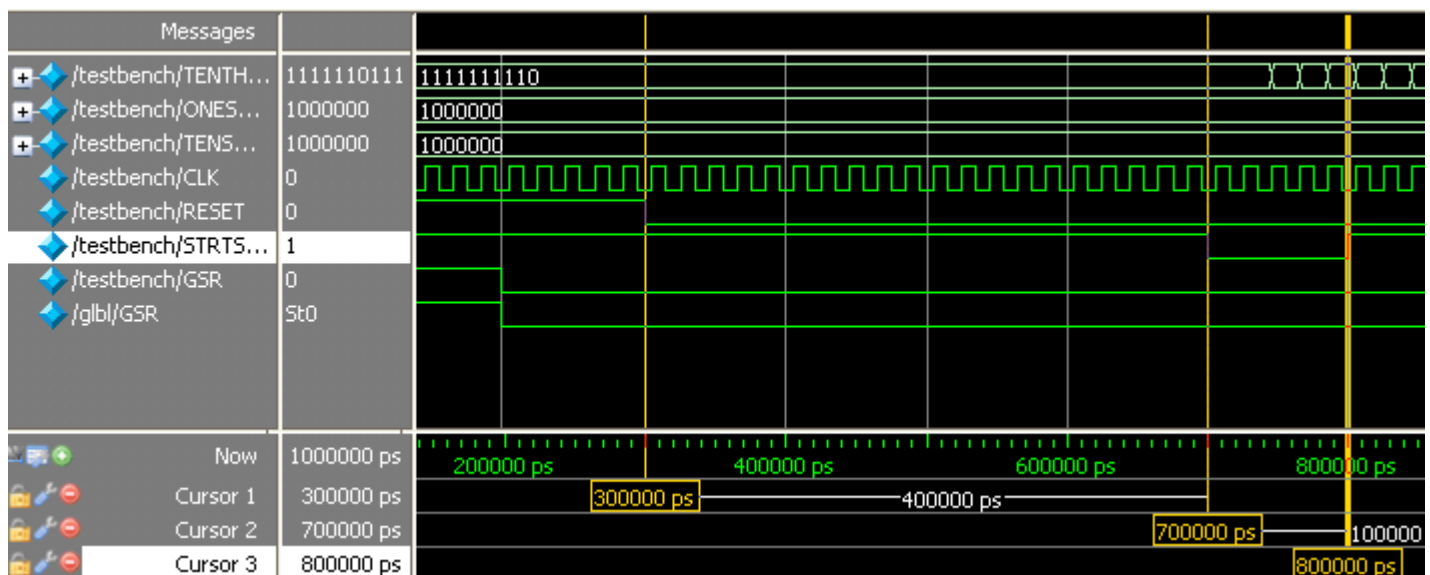 Messages
/testbench/TENTH... 1111110111 1111111110
/testbench/ONES... 1000000 1000000
/testbench/TENS... 1000000 1000000
/testbench/CLK 0
/testbench/RESET 0
/testbench/STRTS... 1
/testbench/GSR 0
/glbl/GSR St0
Now 1000000 ps 200000 ps 400000 ps 600000 ps 800000 ps
Cursor 1 300000 ps 300000 ps 400000 ps
Cursor 2 700000 ps 700000 ps 100000
Cursor 3 800000 ps 800000 ps